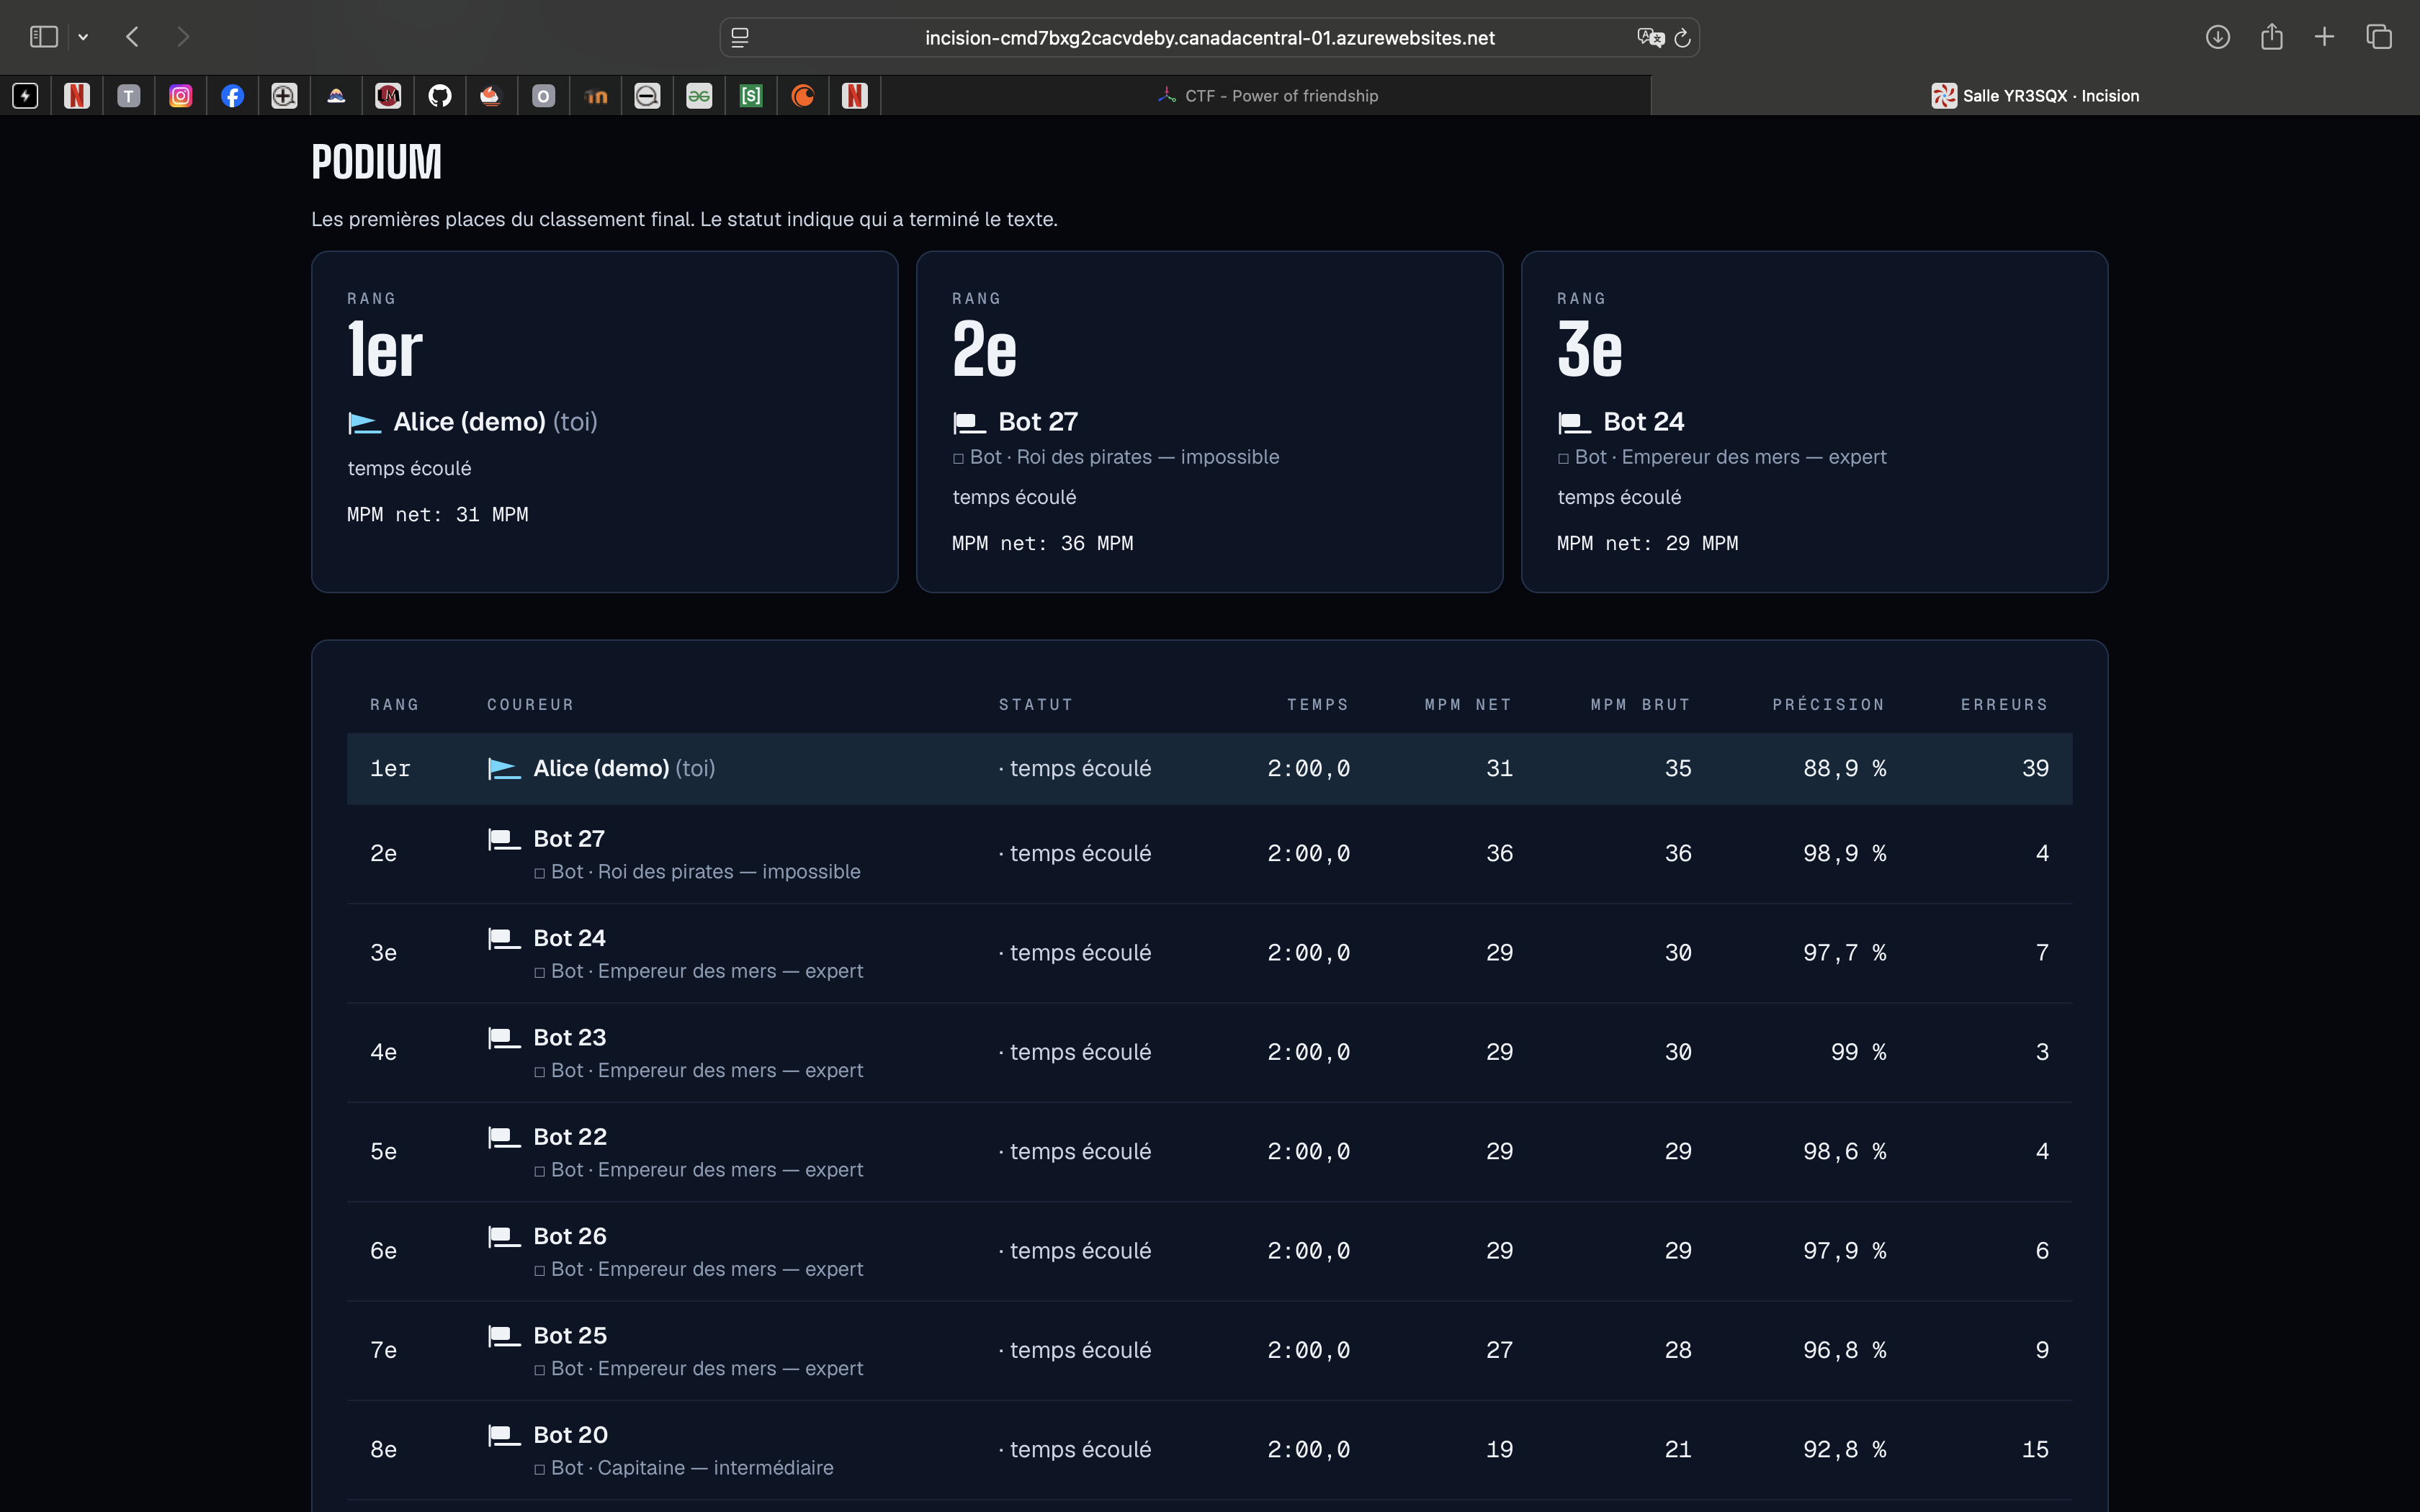 incision-cmd7bxg2cacvdeby.canadacentral-01.azurewebsites.net
CTF - Power of friendship
Salle YR3SQX · Incision
PODIUM
Les premières places du classement final. Le statut indique qui a terminé le texte.
RANG
1er
Alice (demo) (toi)
temps écoulé
MPM net: 31 MPM
RANG
2e
Bot 27
□ Bot · Roi des pirates — impossible
temps écoulé
MPM net: 36 MPM
RANG
3e
Bot 24
□ Bot · Empereur des mers — expert
temps écoulé
MPM net: 29 MPM
RANG COUREUR STATUT TEMPS MPM NET MPM BRUT PRÉCISION ERREURS
1er Alice (demo) (toi) · temps écoulé 2:00,0 31 35 88,9 % 39
2e Bot 27 · temps écoulé 2:00,0 36 36 98,9 % 4
□ Bot · Roi des pirates — impossible
3e Bot 24 · temps écoulé 2:00,0 29 30 97,7 % 7
□ Bot · Empereur des mers — expert
4e Bot 23 · temps écoulé 2:00,0 29 30 99 % 3
□ Bot · Empereur des mers — expert
5e Bot 22 · temps écoulé 2:00,0 29 29 98,6 % 4
□ Bot · Empereur des mers — expert
6e Bot 26 · temps écoulé 2:00,0 29 29 97,9 % 6
□ Bot · Empereur des mers — expert
7e Bot 25 · temps écoulé 2:00,0 27 28 96,8 % 9
□ Bot · Empereur des mers — expert
8e Bot 20 · temps écoulé 2:00,0 19 21 92,8 % 15
□ Bot · Capitaine — intermédiaire